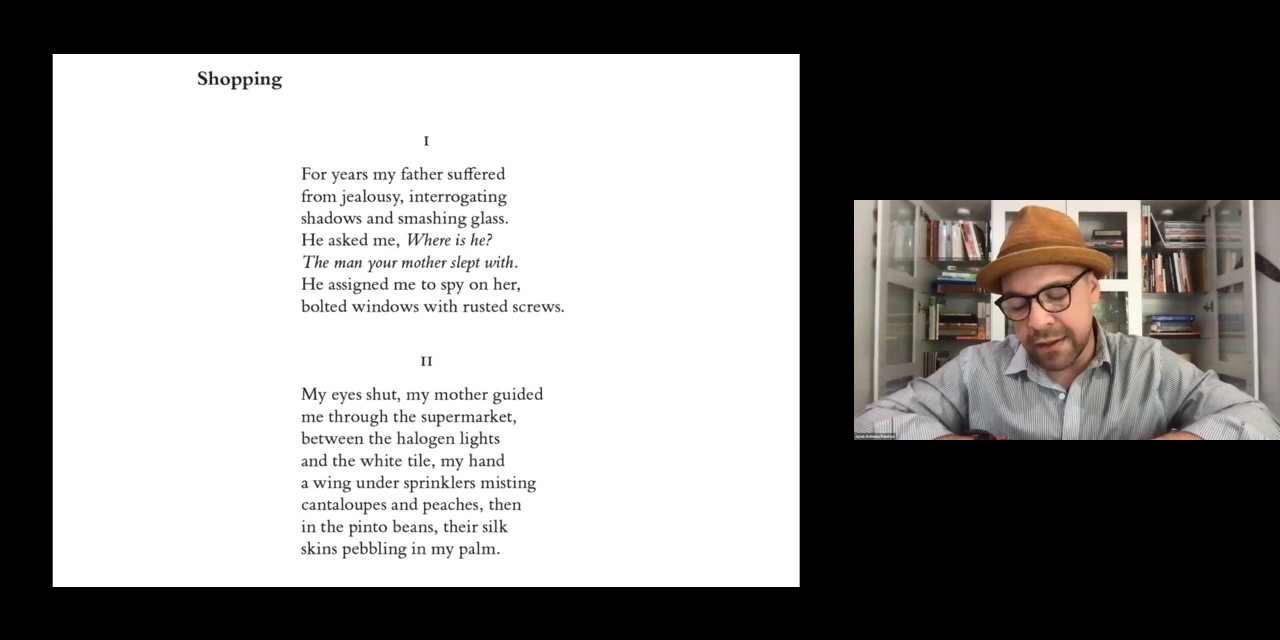 Shopping
I
For years my father suffered
from jealousy, interrogating
shadows and smashing glass.
He asked me, Where is he?
The man your mother slept with.
He assigned me to spy on her,
bolted windows with rusted screws.
II
My eyes shut, my mother guided
me through the supermarket,
between the halogen lights
and the white tile, my hand
a wing under sprinklers misting
cantaloupes and peaches, then
in the pinto beans, their silk
skins pebbling in my palm.